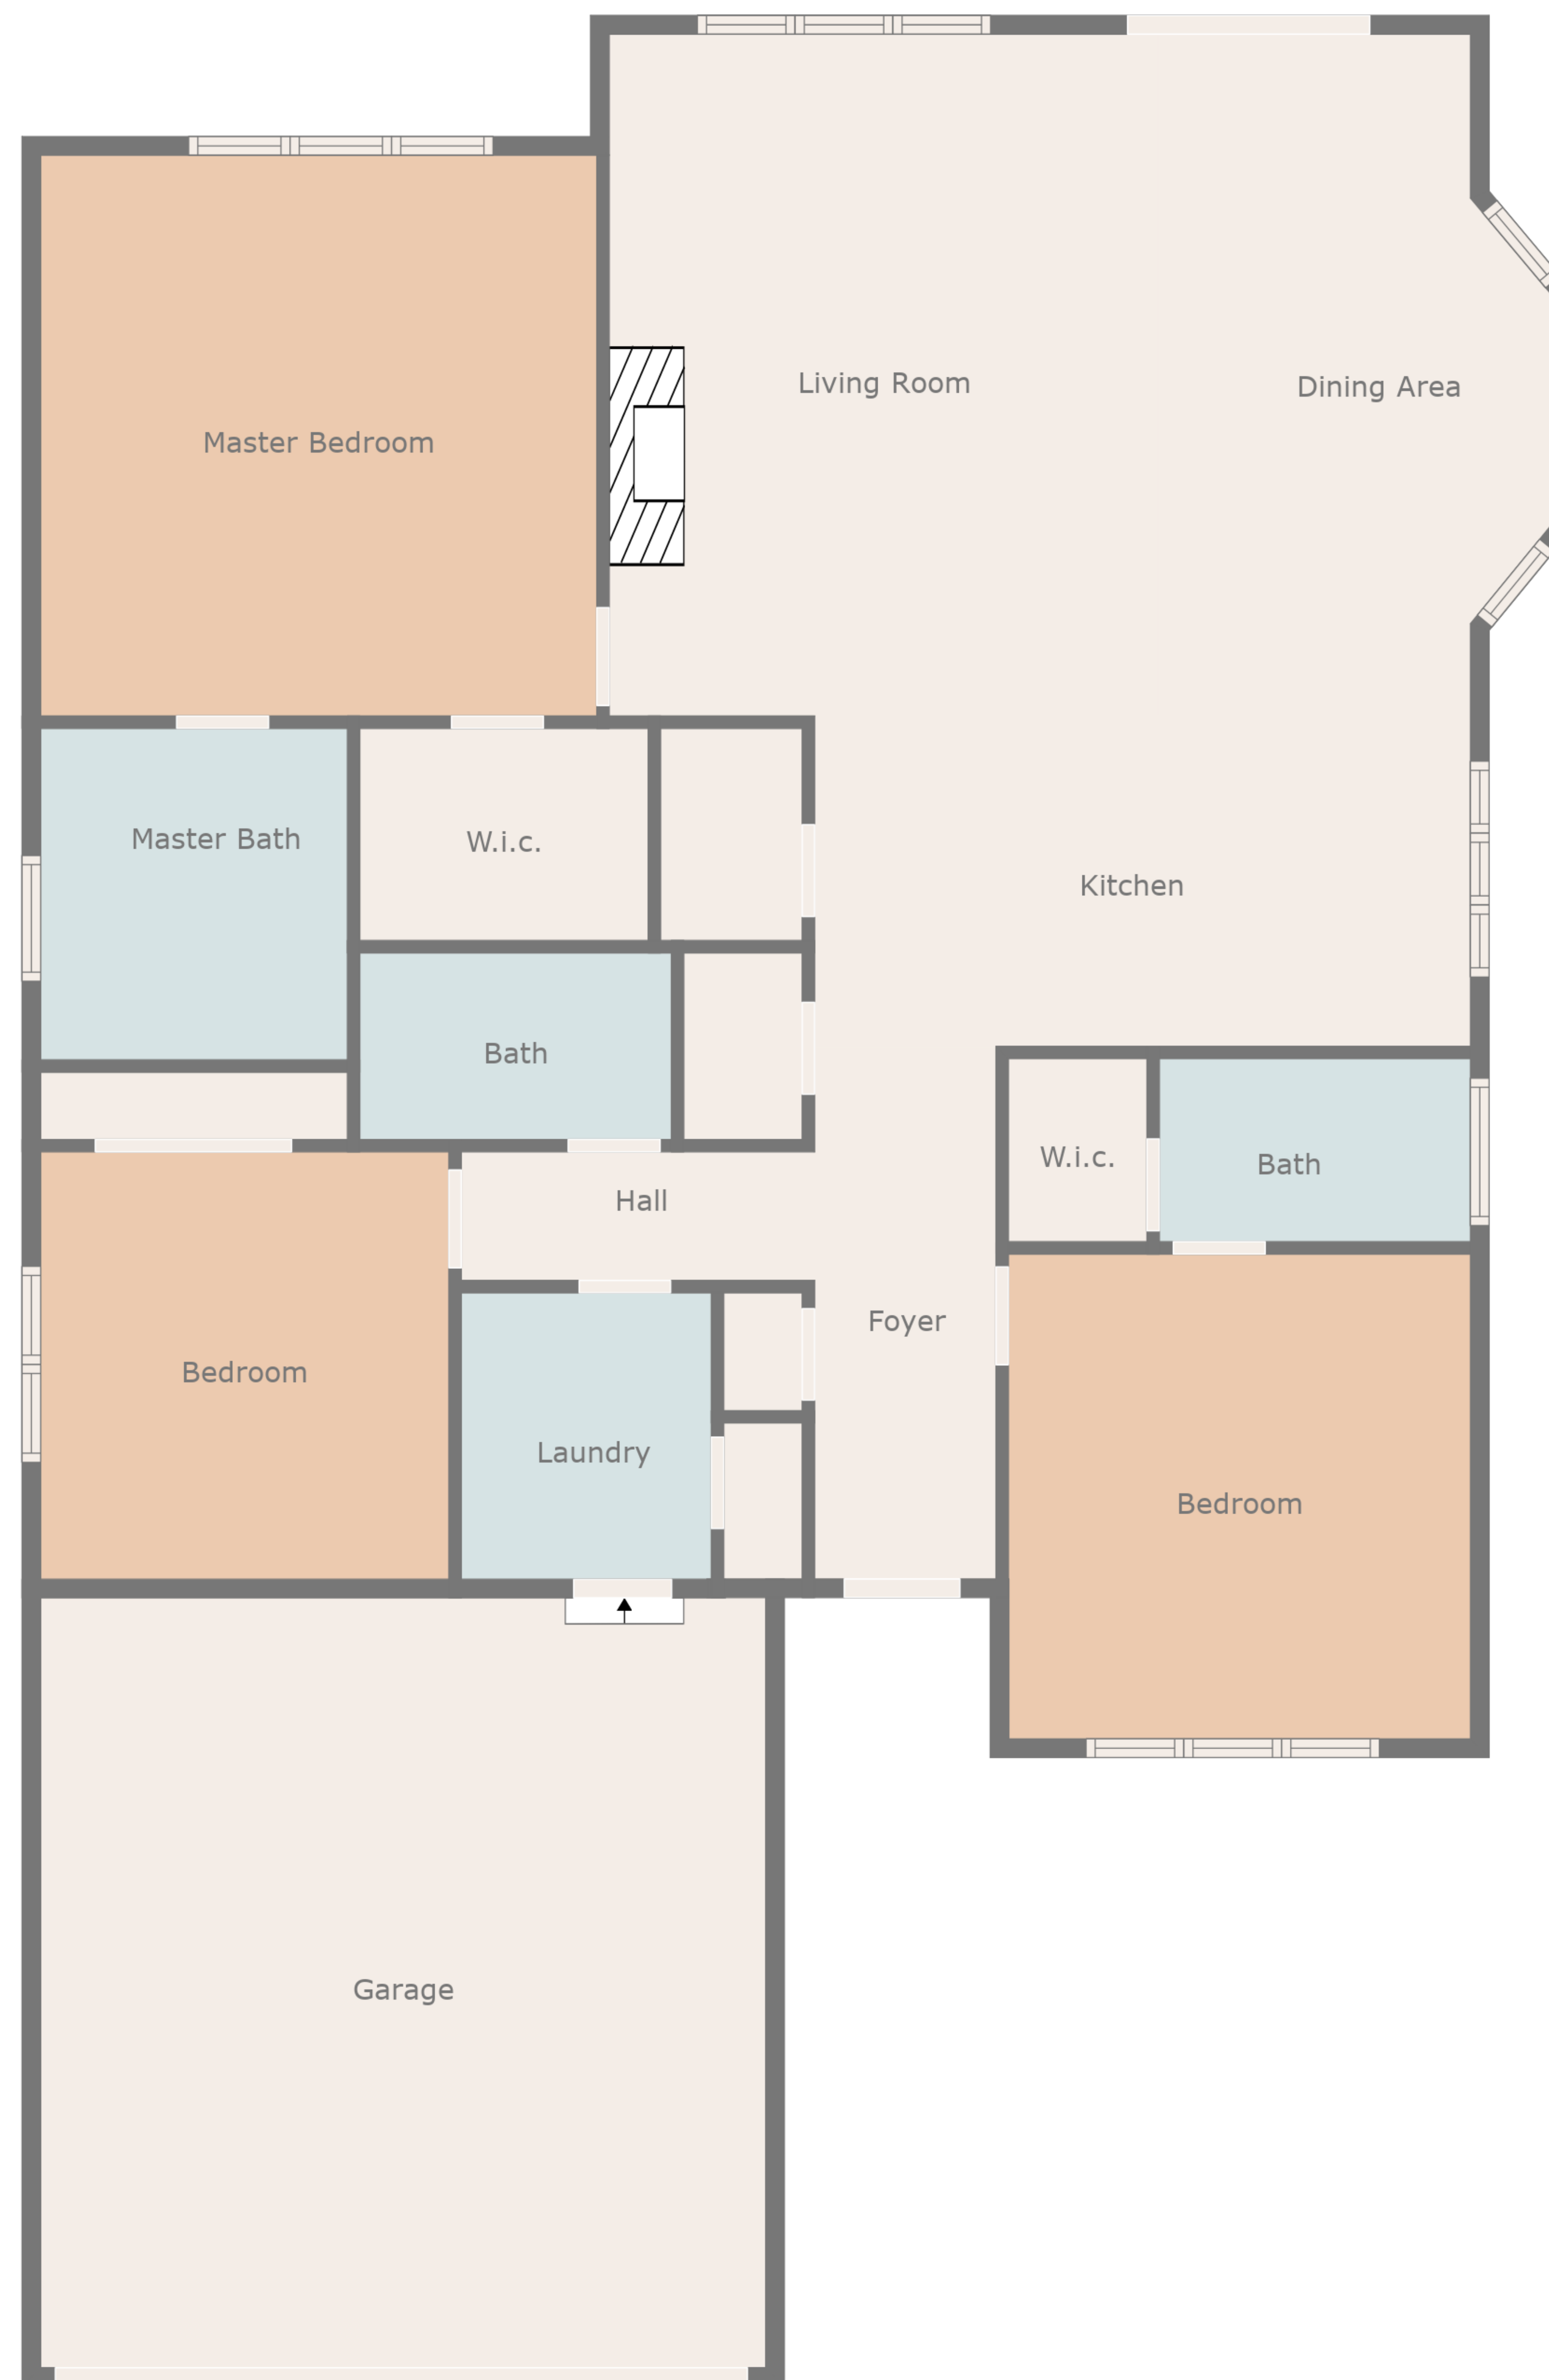 Living Room
Dining Area
Master Bedroom
Master Bath
W.i.c.
Kitchen
Bath
W.i.c.
Bath
Hall
Foyer
Bedroom
Laundry
Bedroom
Garage